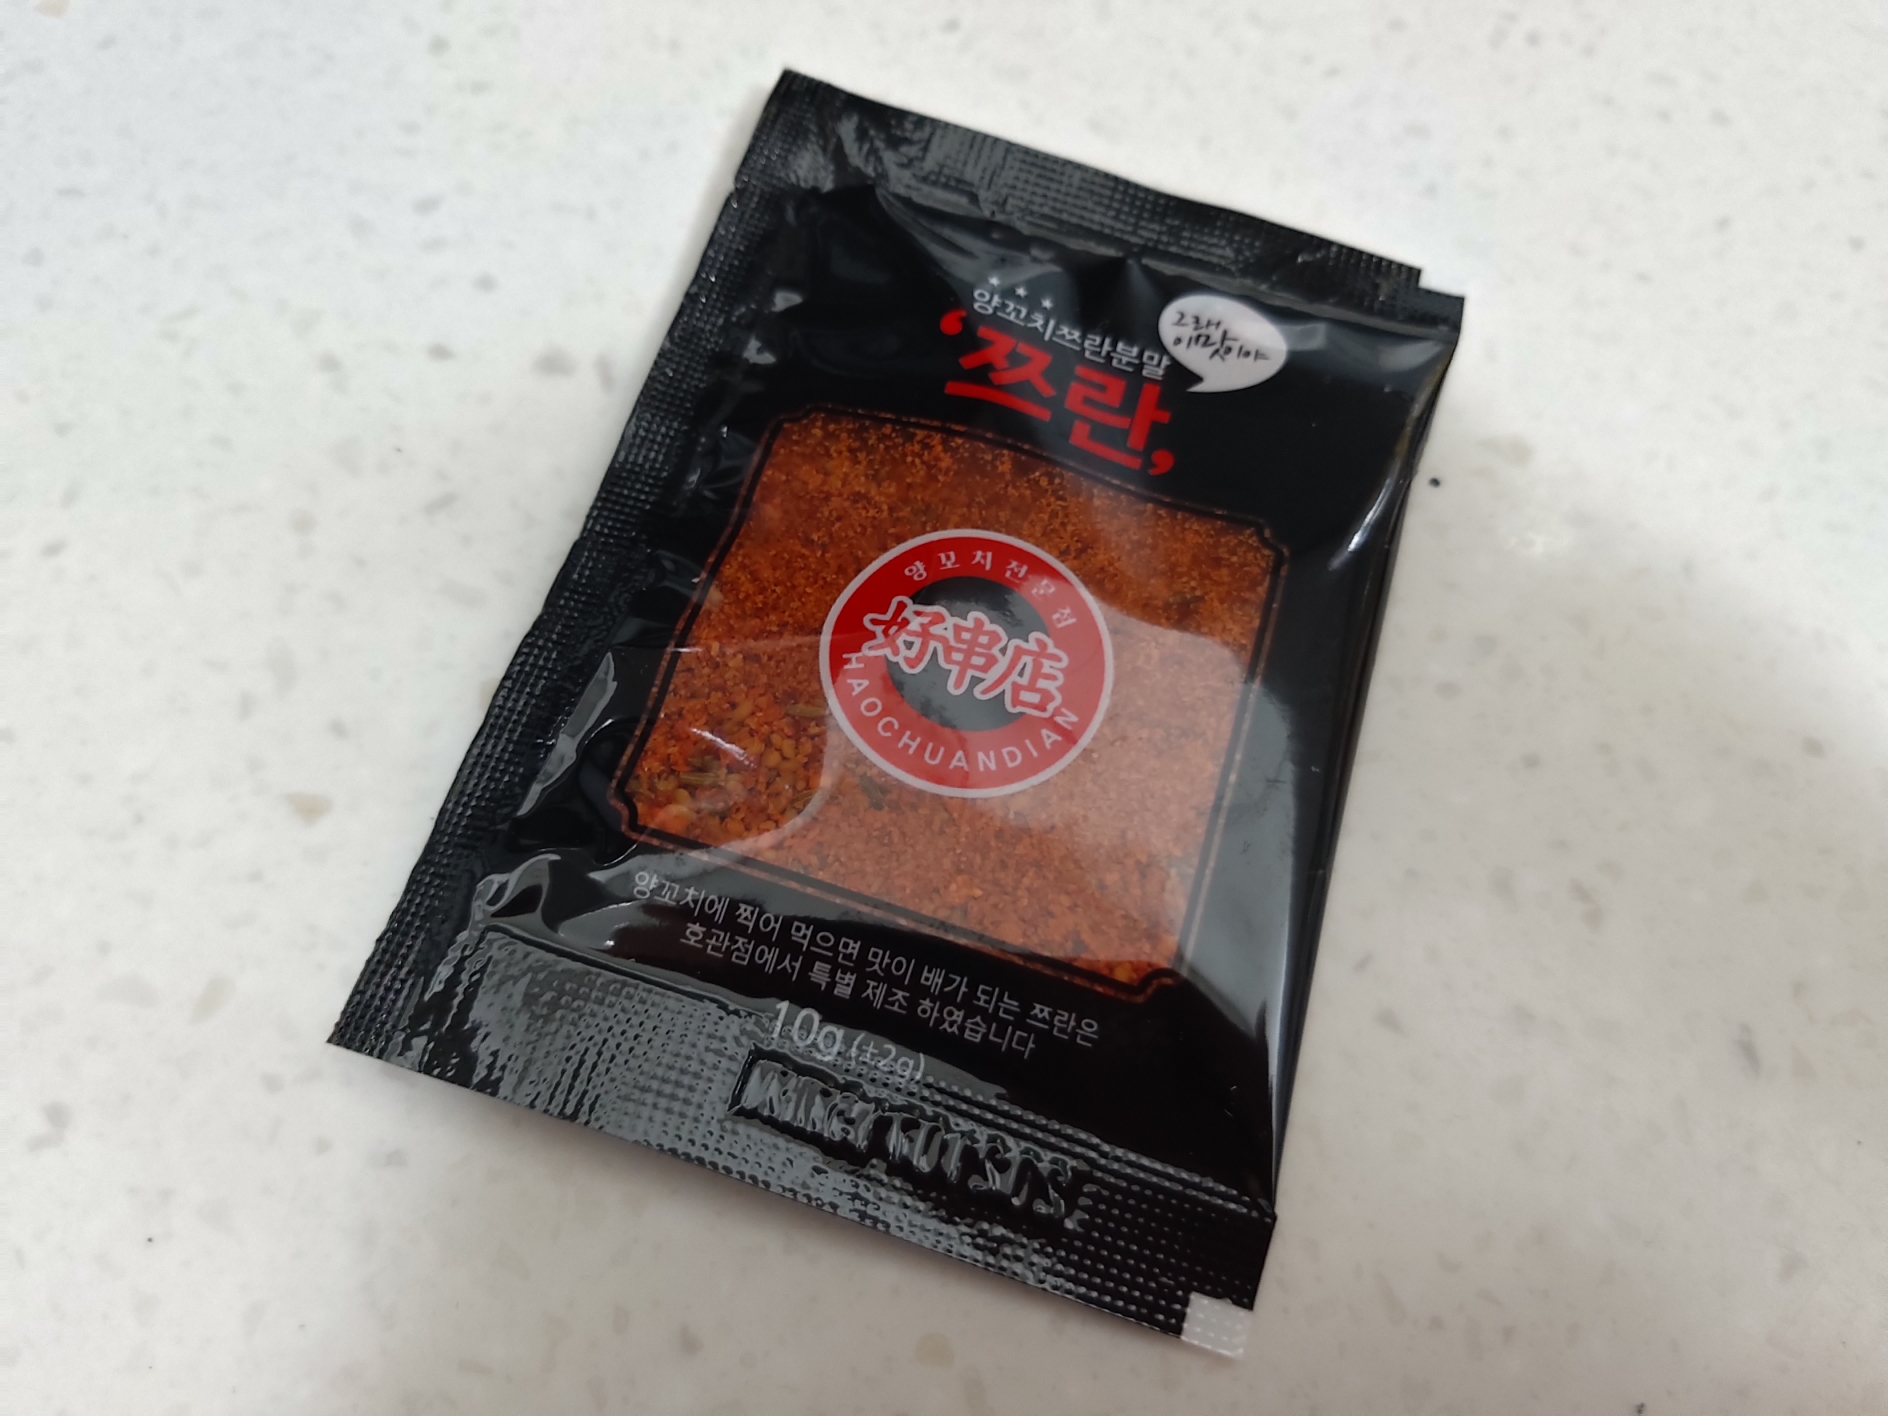 양꼬치쯔란분말
그래
이맛이야
‘쯔란’
양꼬치전문점
好串店
HAOCHUANDIAN
양꼬치에 찍어 먹으면 맛이 배가 되는 쯔란은
호관점에서 특별 제조 하였습니다
10g (±2g)